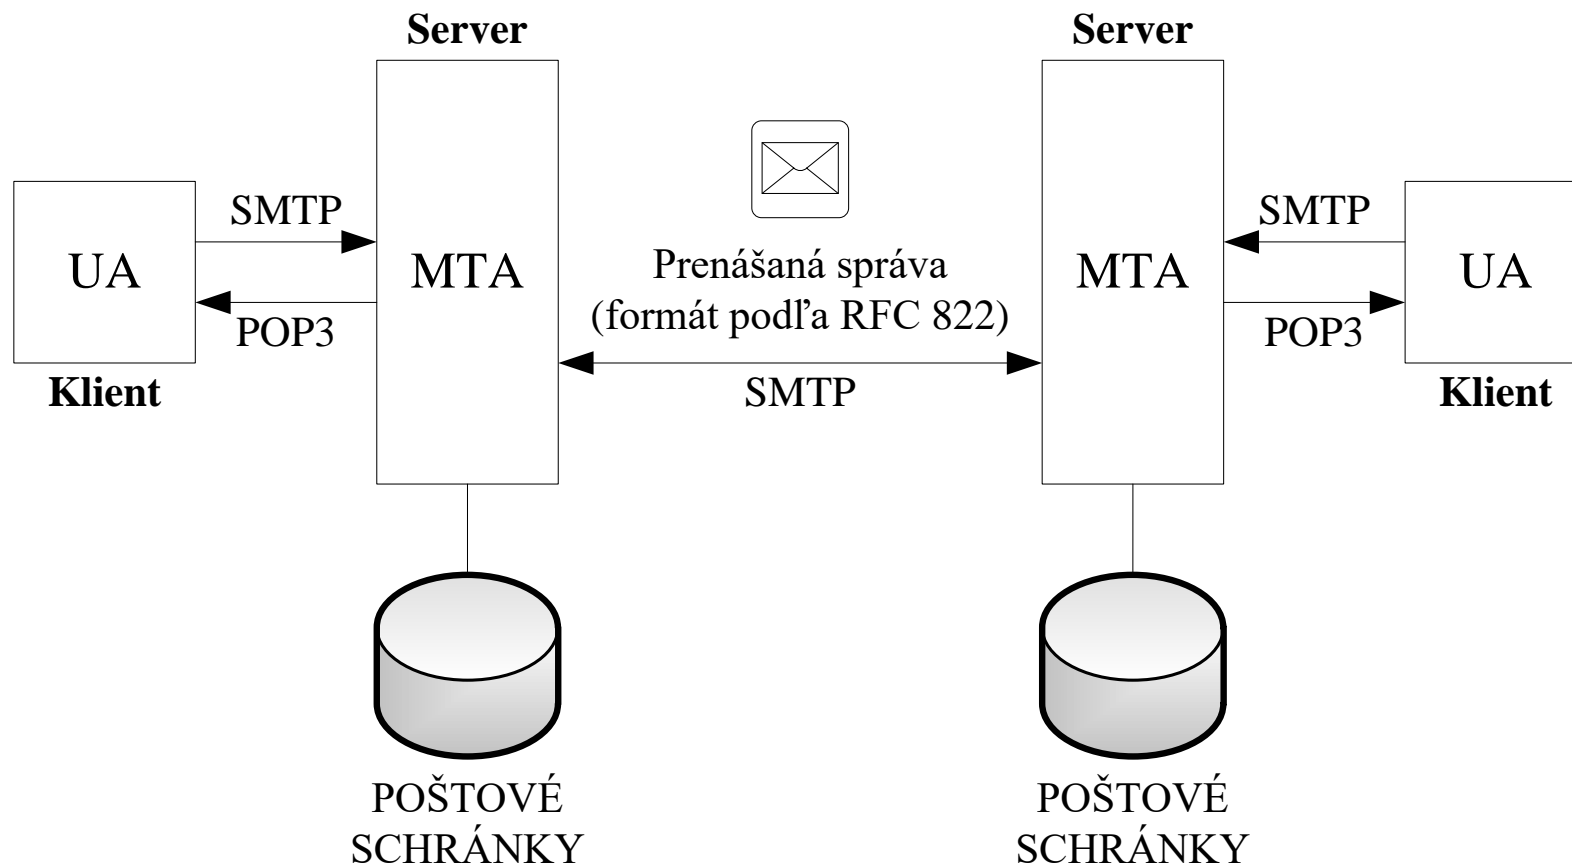 Server
Server
SMTP
SMTP
UA
MTA
Prenášaná správa
MTA
UA
(formát podľa RFC 822)
POP3
POP3
Klient
SMTP
Klient
POŠTOVÉ
SCHRÁNKY
POŠTOVÉ
SCHRÁNKY